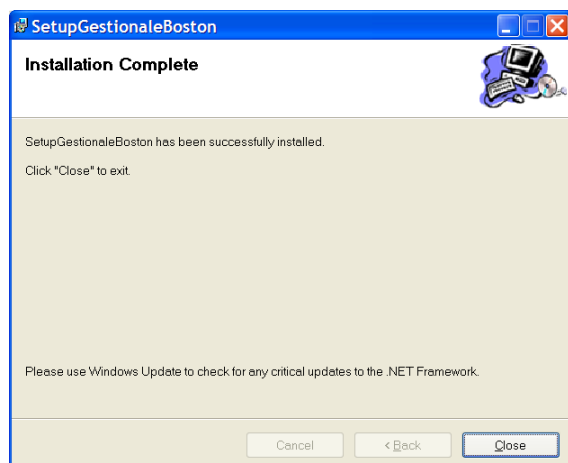 SetupGestionaleBoston
Installation Complete
SetupGestionaleBoston has been successfully installed.
Click "Close" to exit.
Please use Windows Update to check for any critical updates to the .NET Framework.
Cancel
< Back
Close